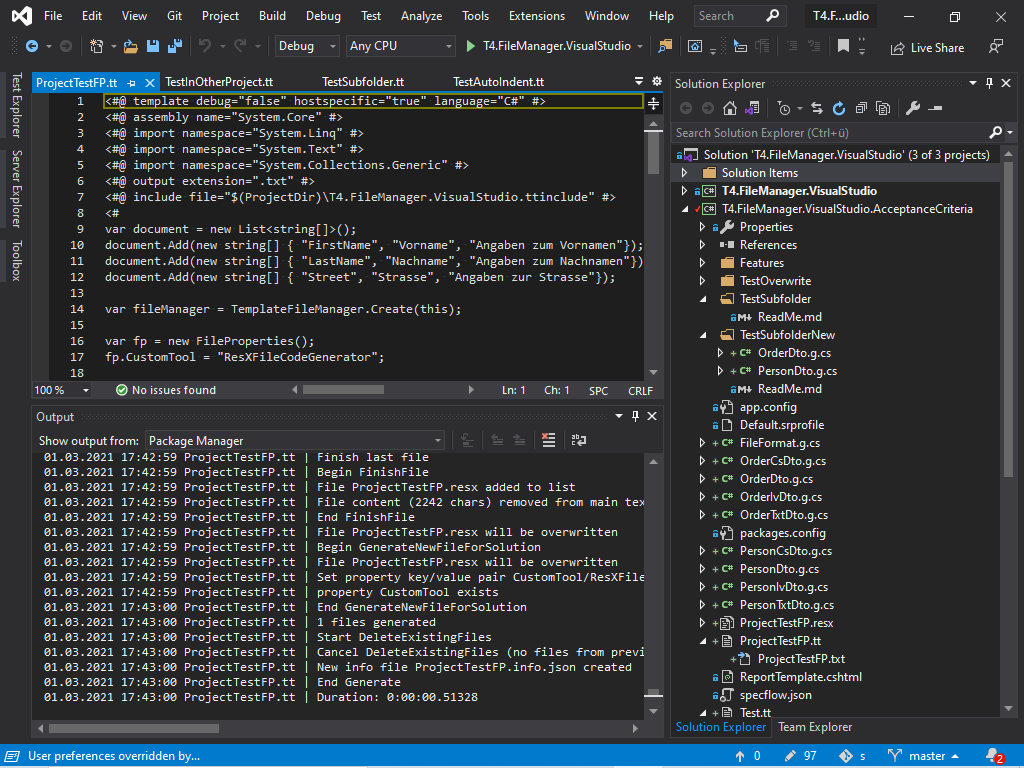 File Edit View Git Project Build Debug Test Analyze Tools Extensions Window Help Search T4.F...udio
Debug Any CPU T4.FileManager.VisualStudio Live Share
Test Explorer
Server Explorer
Toolbox
ProjectTestFP.tt TestInOtherProject.tt TestSubfolder.tt TestAutoIndent.tt
1 <#@ template debug="false" hostspecific="true" language="C#" #>
2 <#@ assembly name="System.Core" #>
3 <#@ import namespace="System.Linq" #>
4 <#@ import namespace="System.Text" #>
5 <#@ import namespace="System.Collections.Generic" #>
6 <#@ output extension=".txt" #>
7 <#@ include file="$(ProjectDir)\T4.FileManager.VisualStudio.ttinclude" #>
8 <#
9 var document = new List<string[]>();
10 document.Add(new string[] { "FirstName", "Vorname", "Angaben zum Vornamen"});
11 document.Add(new string[] { "LastName", "Nachname", "Angaben zum Nachnamen"})
12 document.Add(new string[] { "Street", "Strasse", "Angaben zur Strasse"});
13
14 var fileManager = TemplateFileManager.Create(this);
15
16 var fp = new FileProperties();
17 fp.CustomTool = "ResXFileCodeGenerator";
18
100 % No issues found Ln: 1 Ch: 1 SPC CRLF
Output
Show output from: Package Manager
01.03.2021 17:42:59 ProjectTestFP.tt | Finish last file
01.03.2021 17:42:59 ProjectTestFP.tt | Begin FinishFile
01.03.2021 17:42:59 ProjectTestFP.tt | File ProjectTestFP.resx added to list
01.03.2021 17:42:59 ProjectTestFP.tt | File content (2242 chars) removed from main tex
01.03.2021 17:42:59 ProjectTestFP.tt | End FinishFile
01.03.2021 17:42:59 ProjectTestFP.tt | File ProjectTestFP.resx will be overwritten
01.03.2021 17:42:59 ProjectTestFP.tt | Begin GenerateNewFileForSolution
01.03.2021 17:42:59 ProjectTestFP.tt | File ProjectTestFP.resx will be overwritten
01.03.2021 17:42:59 ProjectTestFP.tt | Set property key/value pair CustomTool/ResXFile
01.03.2021 17:42:59 ProjectTestFP.tt | property CustomTool exists
01.03.2021 17:43:00 ProjectTestFP.tt | End GenerateNewFileForSolution
01.03.2021 17:43:00 ProjectTestFP.tt | 1 files generated
01.03.2021 17:43:00 ProjectTestFP.tt | Start DeleteExistingFiles
01.03.2021 17:43:00 ProjectTestFP.tt | Cancel DeleteExistingFiles (no files from previ
01.03.2021 17:43:00 ProjectTestFP.tt | New info file ProjectTestFP.info.json created
01.03.2021 17:43:00 ProjectTestFP.tt | End Generate
01.03.2021 17:43:00 ProjectTestFP.tt | Duration: 0:00:00.51328
Solution Explorer
Search Solution Explorer (Ctrl+ü)
Solution 'T4.FileManager.VisualStudio' (3 of 3 projects)
Solution Items
C# T4.FileManager.VisualStudio
C# T4.FileManager.VisualStudio.AcceptanceCriteria
Properties
References
Features
TestOverwrite
TestSubfolder
M↓ ReadMe.md
TestSubfolderNew
+ C# OrderDto.g.cs
+ C# PersonDto.g.cs
M↓ ReadMe.md
app.config
Default.srprofile
+ C# FileFormat.g.cs
+ C# OrderCsDto.g.cs
+ C# OrderDto.g.cs
+ C# OrderIvDto.g.cs
+ C# OrderTxtDto.g.cs
packages.config
+ C# PersonCsDto.g.cs
+ C# PersonDto.g.cs
+ C# PersonIvDto.g.cs
+ C# PersonTxtDto.g.cs
+ ProjectTestFP.resx
+ ProjectTestFP.tt
+ ProjectTestFP.txt
ReportTemplate.cshtml
specflow.json
+ Test.tt
Solution Explorer Team Explorer
User preferences overridden by... 0 97 s master 2